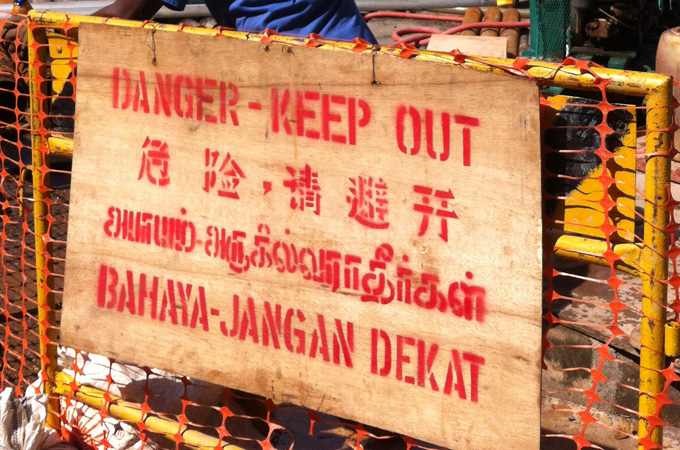 DANGER - KEEP OUT
危险，请避开
அபாயம் அருகில்வராதீர்கள்
BAHAYA-JANGAN DEKAT